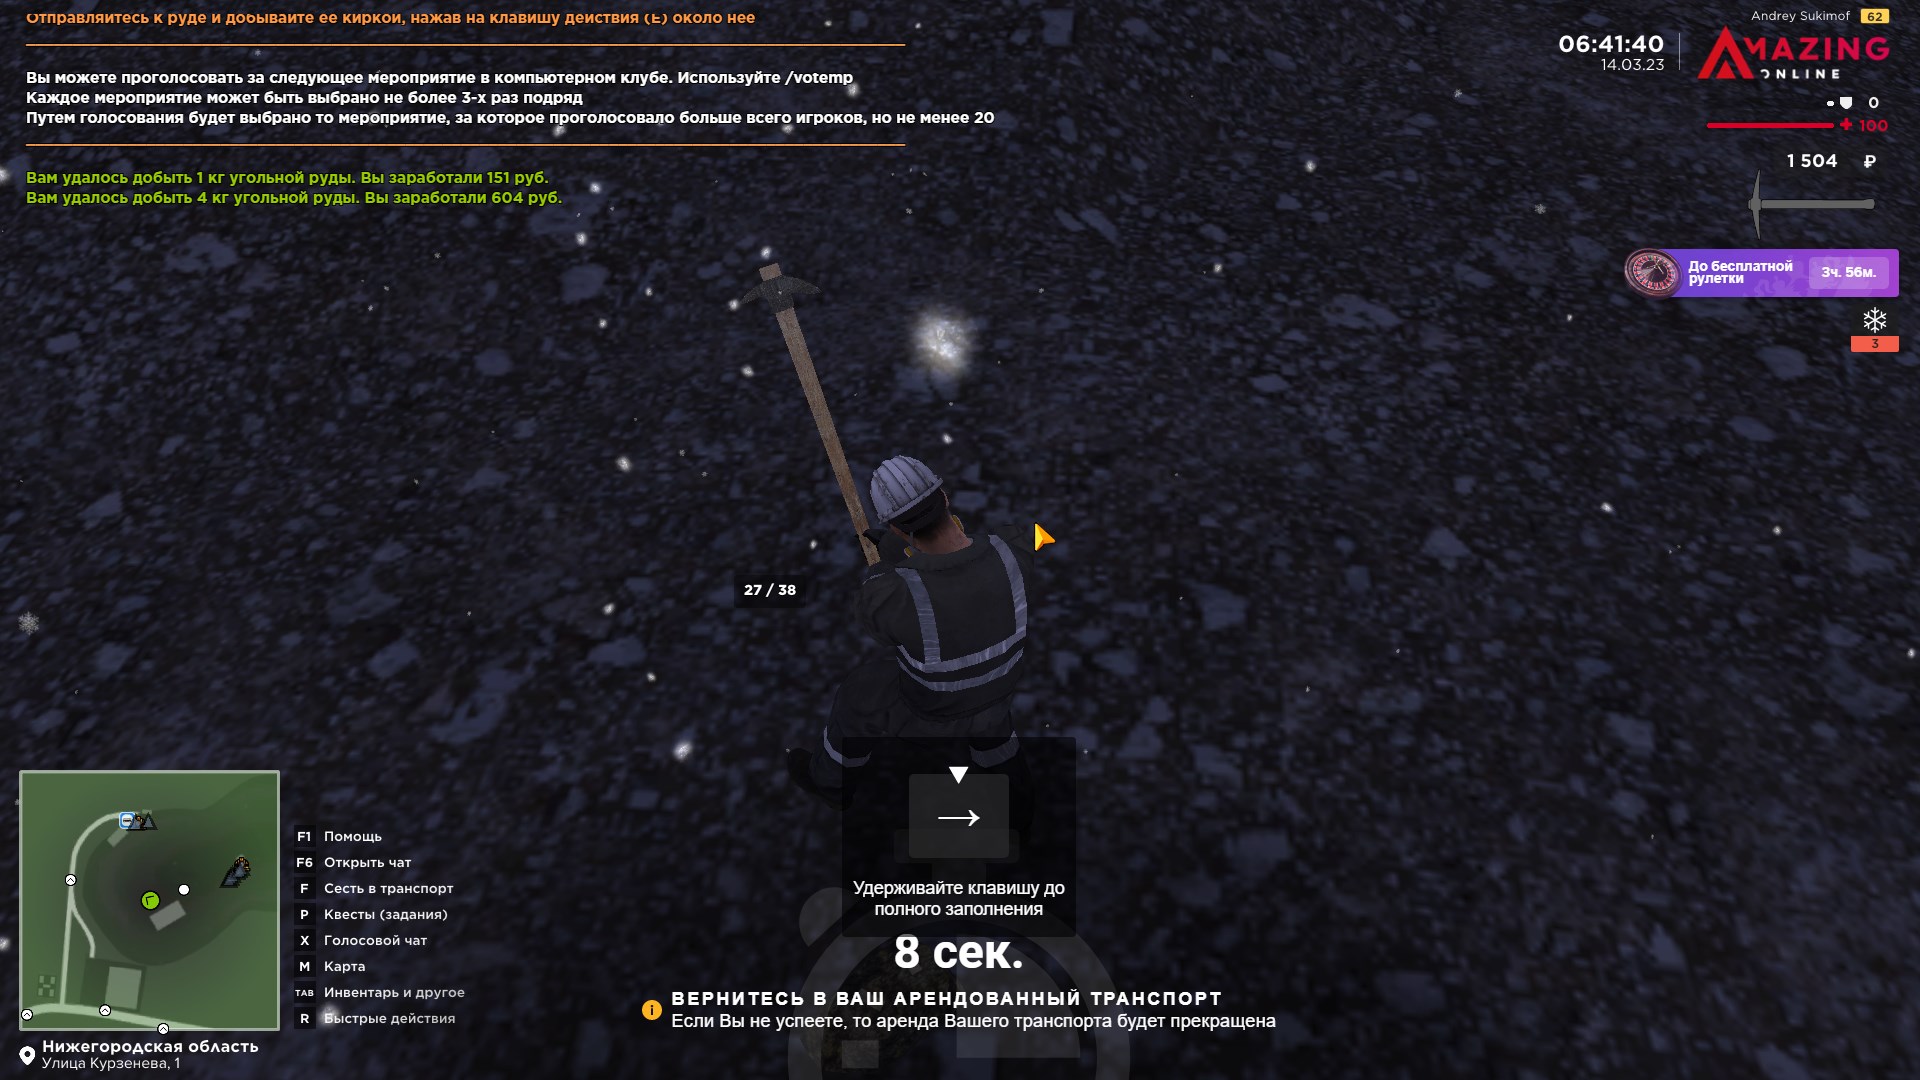 Отправляйтесь к руде и добывайте ее киркой, нажав на клавишу действия (E) около нее
Вы можете проголосовать за следующее мероприятие в компьютерном клубе. Используйте /votemp
Каждое мероприятие может быть выбрано не более 3-х раз подряд
Путем голосования будет выбрано то мероприятие, за которое проголосовало больше всего игроков, но не менее 20
Вам удалось добыть 1 кг угольной руды. Вы заработали 151 руб.
Вам удалось добыть 4 кг угольной руды. Вы заработали 604 руб.
Andrey Sukimof 62
06:41:40
14.03.23
AMAZING
ONLINE
0
100
1 504 ₽
До бесплатной
рулетки
3ч. 56м.
3
27 / 38
→
Удерживайте клавишу до
полного заполнения
8 сек.
ВЕРНИТЕСЬ В ВАШ АРЕНДОВАННЫЙ ТРАНСПОРТ
Если Вы не успеете, то аренда Вашего транспорта будет прекращена
F1 Помощь
F6 Открыть чат
F Сесть в транспорт
P Квесты (задания)
X Голосовой чат
M Карта
TAB Инвентарь и другое
R Быстрые действия
Нижегородская область
Улица Курзенева, 1